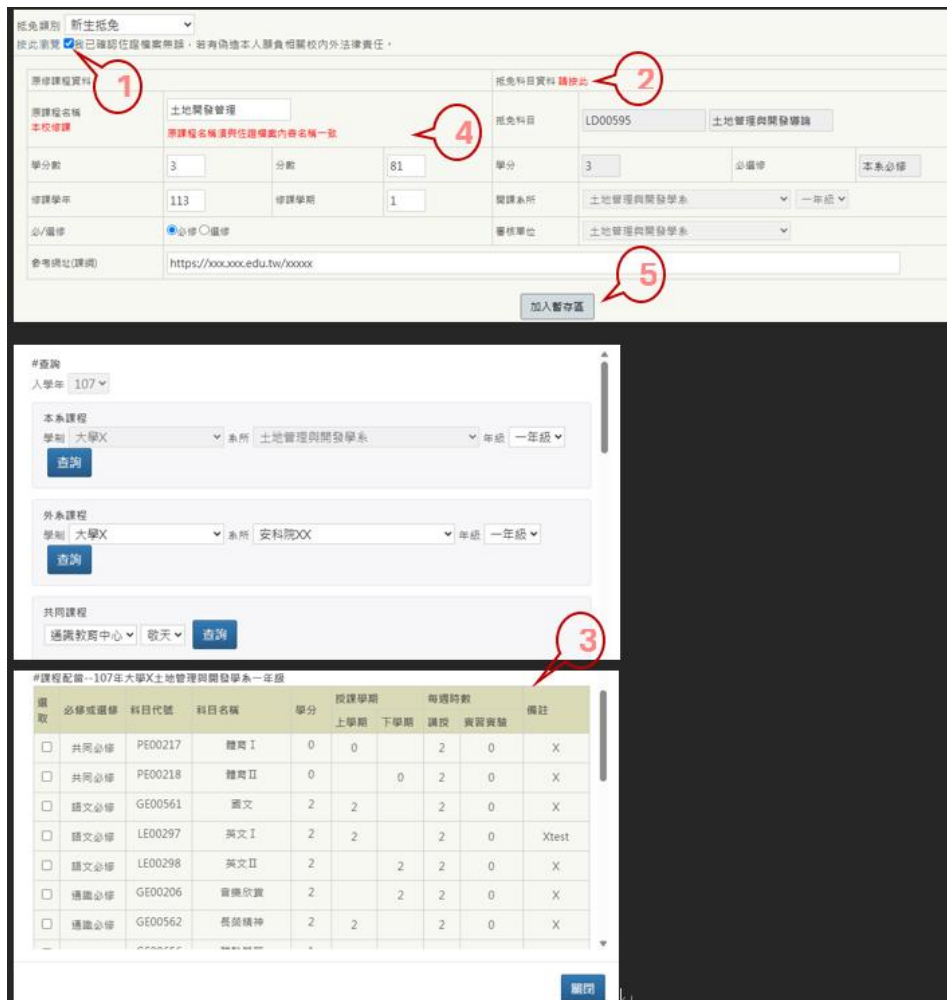 抵免類別 新生抵免
按此瀏覽 我已確認佐證檔案無誤，若有偽造本人願負相關校內外法律責任。
1
原修課程資料
抵免科目資料 請按此 2
原課程名稱 土地開發管理
本校修課
原課程名稱須與佐證檔案內容名稱一致 4
抵免科目 LD00595 土地管理與開發導論
學分數 3 分數 81 學分 3 必選修 本系必修
修課學年 113 修課學期 1 開課系所 土地管理與開發學系 一年級
必/選修 必修 選修 審核單位 土地管理與開發學系
參考網址(課綱) https://xxx.xxx.edu.tw/xxxxx
加入暫存區 5
#查詢
入學年 107
本系課程
學制 大學X 系所 土地管理與開發學系 年級 一年級
查詢
外系課程
學制 大學X 系所 安科院XX 年級 一年級
查詢
共同課程
通識教育中心 敬天 查詢
3
#課程配當--107年大學X土地管理與開發學系一年級
選取 必修或選修 科目代號 科目名稱 學分 授課學期 每週時數 備註
上學期 下學期 講授 實習實驗
共同必修 PE00217 體育Ⅰ 0 0 2 0 X
共同必修 PE00218 體育Ⅱ 0 0 2 0 X
語文必修 GE00561 國文 2 2 2 0 X
語文必修 LE00297 英文Ⅰ 2 2 2 0 Xtest
語文必修 LE00298 英文Ⅱ 2 2 2 0 X
通識必修 GE00206 音樂欣賞 2 2 2 0 X
通識必修 GE00562 長榮精神 2 2 2 0 X
關閉